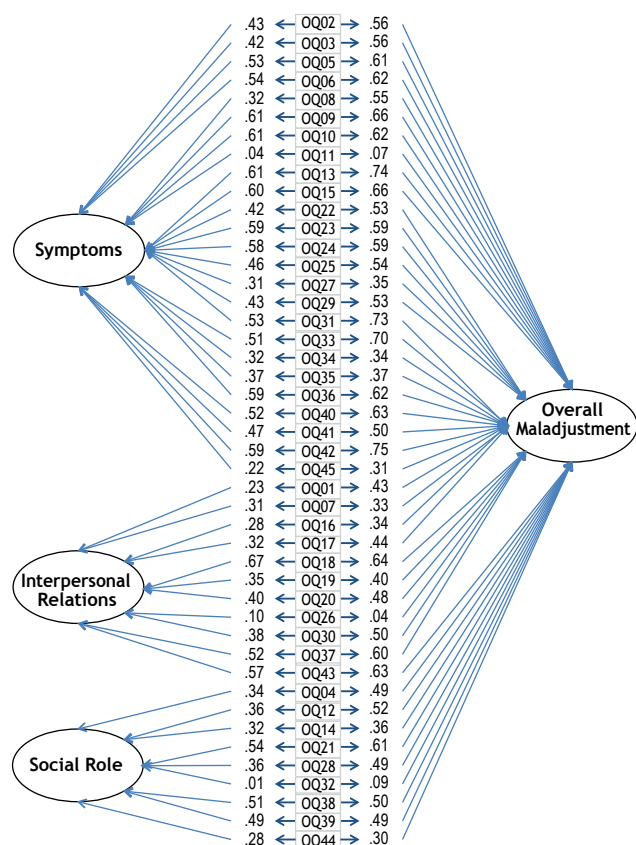 .43 OQ02 .56
.42 OQ03 .56
.53 OQ05 .61
.54 OQ06 .62
.32 OQ08 .55
.61 OQ09 .66
.61 OQ10 .62
.04 OQ11 .07
.61 OQ13 .74
.60 OQ15 .66
.42 OQ22 .53
.59 OQ23 .59
Symptoms
.58 OQ24 .59
.46 OQ25 .54
.31 OQ27 .35
.43 OQ29 .53
.53 OQ31 .73
.51 OQ33 .70
.32 OQ34 .34
.37 OQ35 .37
.59 OQ36 .62
.52 OQ40 .63
Overall
Maladjustment
.47 OQ41 .50
.59 OQ42 .75
.22 OQ45 .31
.23 OQ01 .43
.31 OQ07 .33
.28 OQ16 .34
.32 OQ17 .44
.67 OQ18 .64
Interpersonal
Relations
.35 OQ19 .40
.40 OQ20 .48
.10 OQ26 .04
.38 OQ30 .50
.52 OQ37 .60
.57 OQ43 .63
.34 OQ04 .49
.36 OQ12 .52
.32 OQ14 .36
.54 OQ21 .61
Social Role
.36 OQ28 .49
.01 OQ32 .09
.51 OQ38 .50
.49 OQ39 .49
.28 OQ44 .30